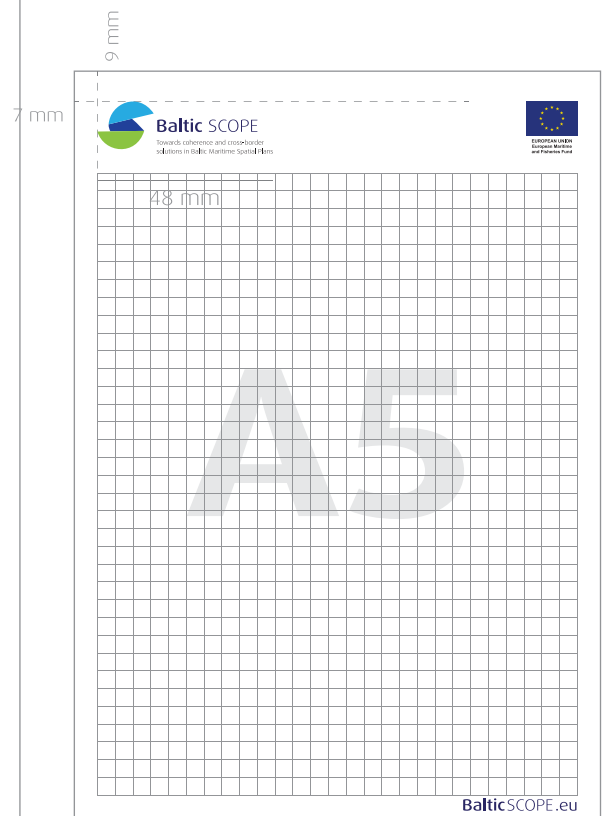 9 mm
7 mm
Baltic SCOPE
Towards coherence and cross-border
solutions in Baltic Maritime Spatial Plans
EUROPEAN UNION
European Maritime
and Fisheries Fund
48 mm
A5
BalticSCOPE.eu